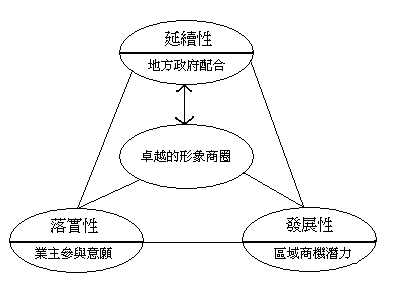 延續性
地方政府配合
卓越的形象商圈
落實性
業主參與意願
發展性
區域商機潛力